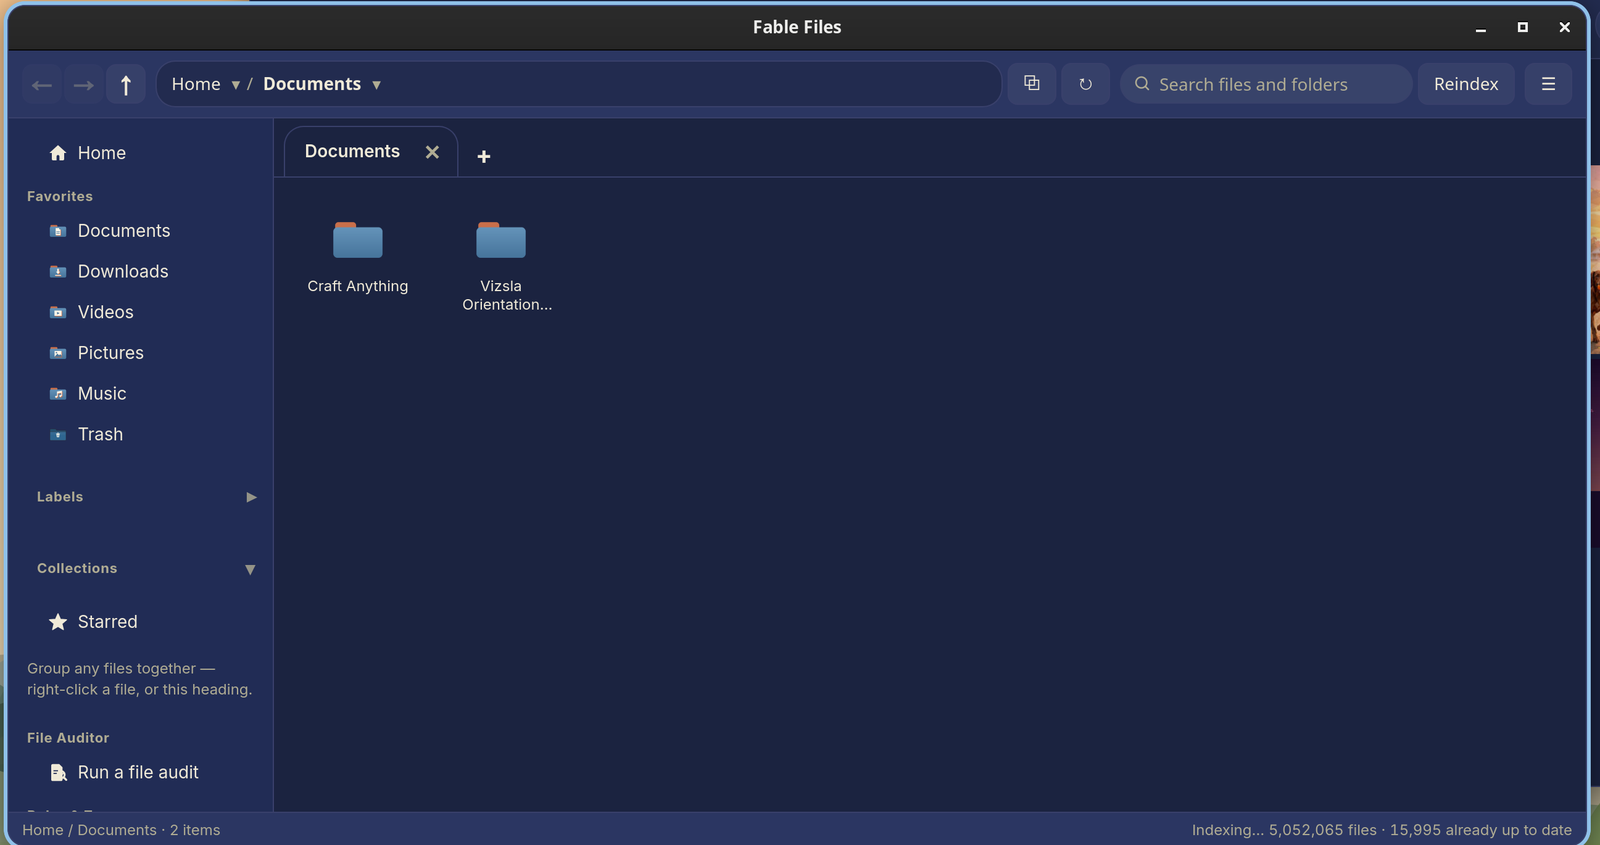 Fable Files
Home ▾ / Documents ▾
Search files and folders
Reindex
Home
Favorites
Documents
Downloads
Videos
Pictures
Music
Trash
Labels
Collections
Starred
Group any files together —
right-click a file, or this heading.
File Auditor
Run a file audit
Documents
Craft Anything
Vizsla
Orientation...
Home / Documents · 2 items
Indexing... 5,052,065 files · 15,995 already up to date